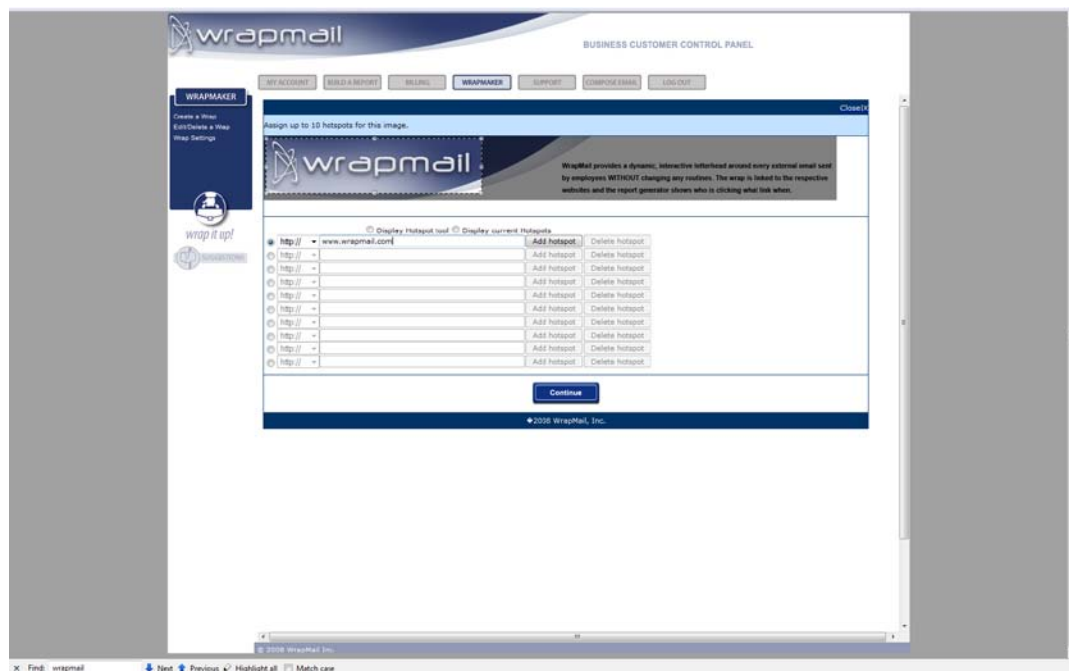 wrapmail
BUSINESS CUSTOMER CONTROL PANEL
MY ACCOUNT BUILD A REPORT BILLING WRAPMAKER SUPPORT COMPOSE EMAIL LOG OUT
WRAPMAKER
Create a Wrap
Edit/Delete a Wrap
Wrap Settings
wrap it up!
SUGGESTIONS
Close[X
Assign up to 10 hotspots for this image.
wrapmail
WrapMail provides a dynamic, interactive letterhead around every external email sent
by employees WITHOUT changing any routines. The wrap is linked to the respective
websites and the report generator shows who is clicking what link when.
Display Hotspot tool Display current Hotspots
http:// www.wrapmail.com Add hotspot Delete hotspot
http:// Add hotspot Delete hotspot
http:// Add hotspot Delete hotspot
http:// Add hotspot Delete hotspot
http:// Add hotspot Delete hotspot
http:// Add hotspot Delete hotspot
http:// Add hotspot Delete hotspot
http:// Add hotspot Delete hotspot
http:// Add hotspot Delete hotspot
http:// Add hotspot Delete hotspot
Continue
�2008 WrapMail, Inc.
© 2008 WrapMail Inc.
× Find: wrapmail Next Previous Highlight all Match case